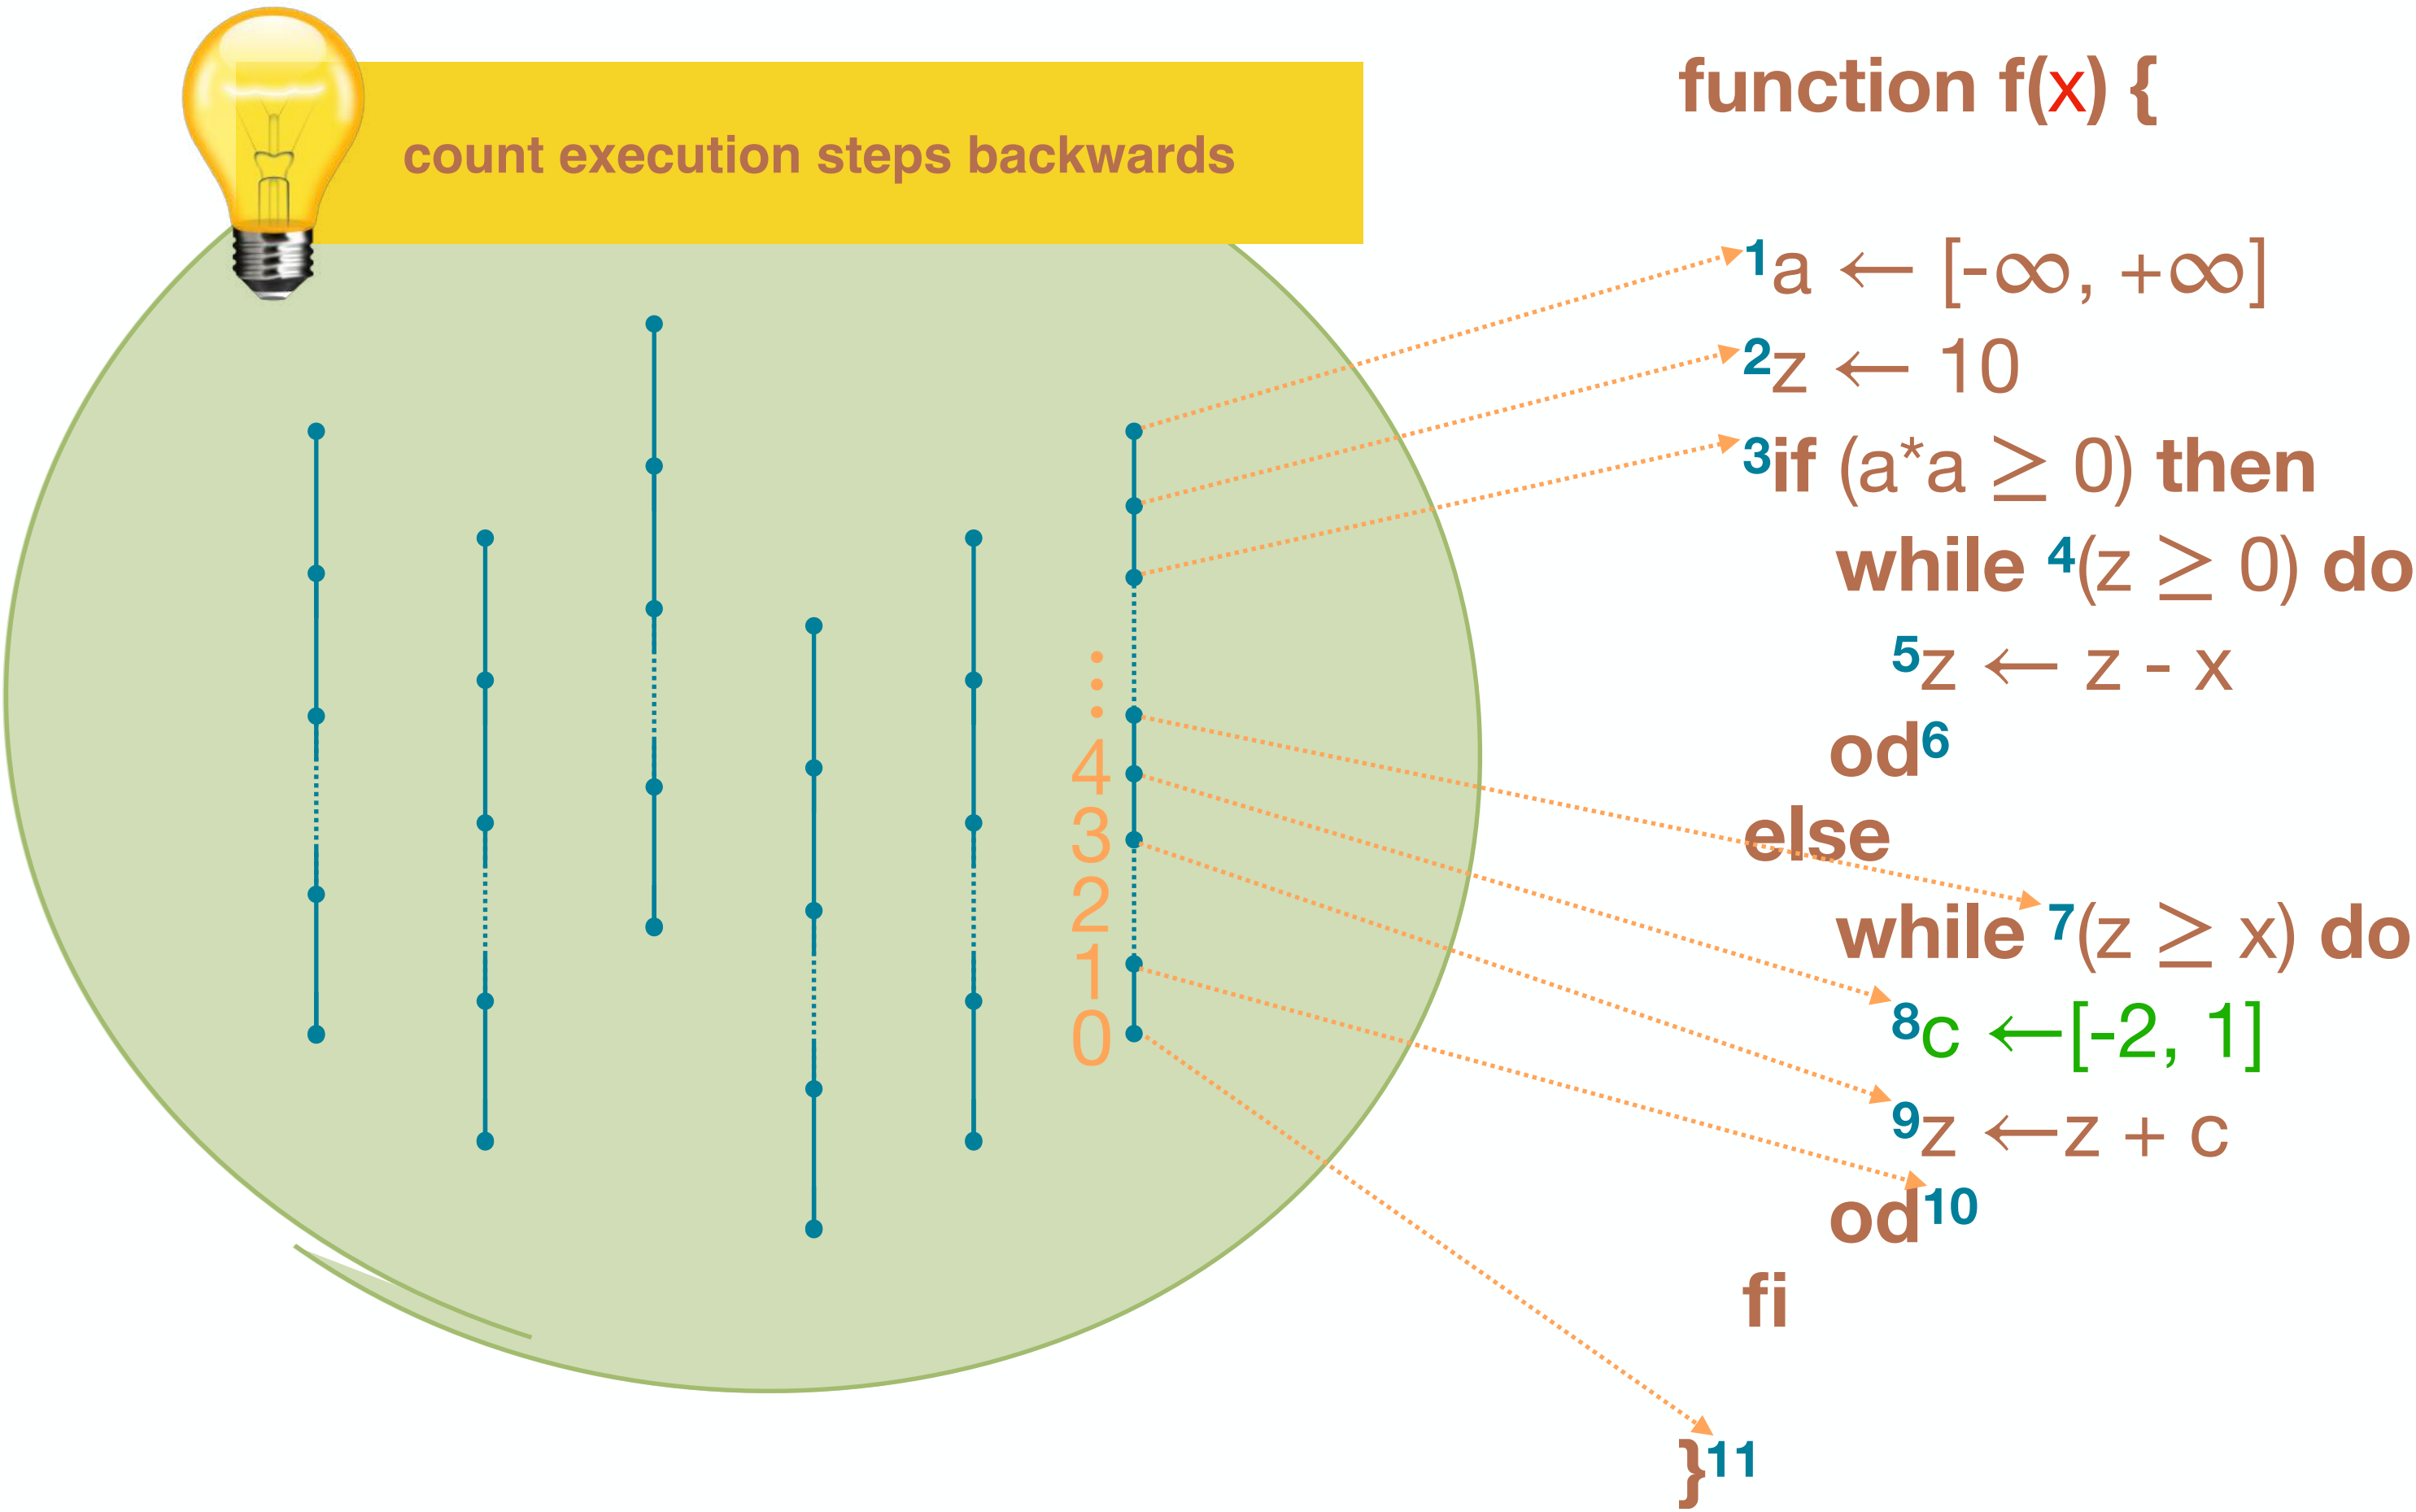 count execution steps backwards
function f(x) {
1a ← [-∞, +∞]
2z ← 10
3if (a*a ≥ 0) then
while 4(z ≥ 0) do
5z ← z - x
od6
else
while 7(z ≥ x) do
8c ←[-2, 1]
9z ←z + c
od10
fi
}11
⋮
4
3
2
1
0